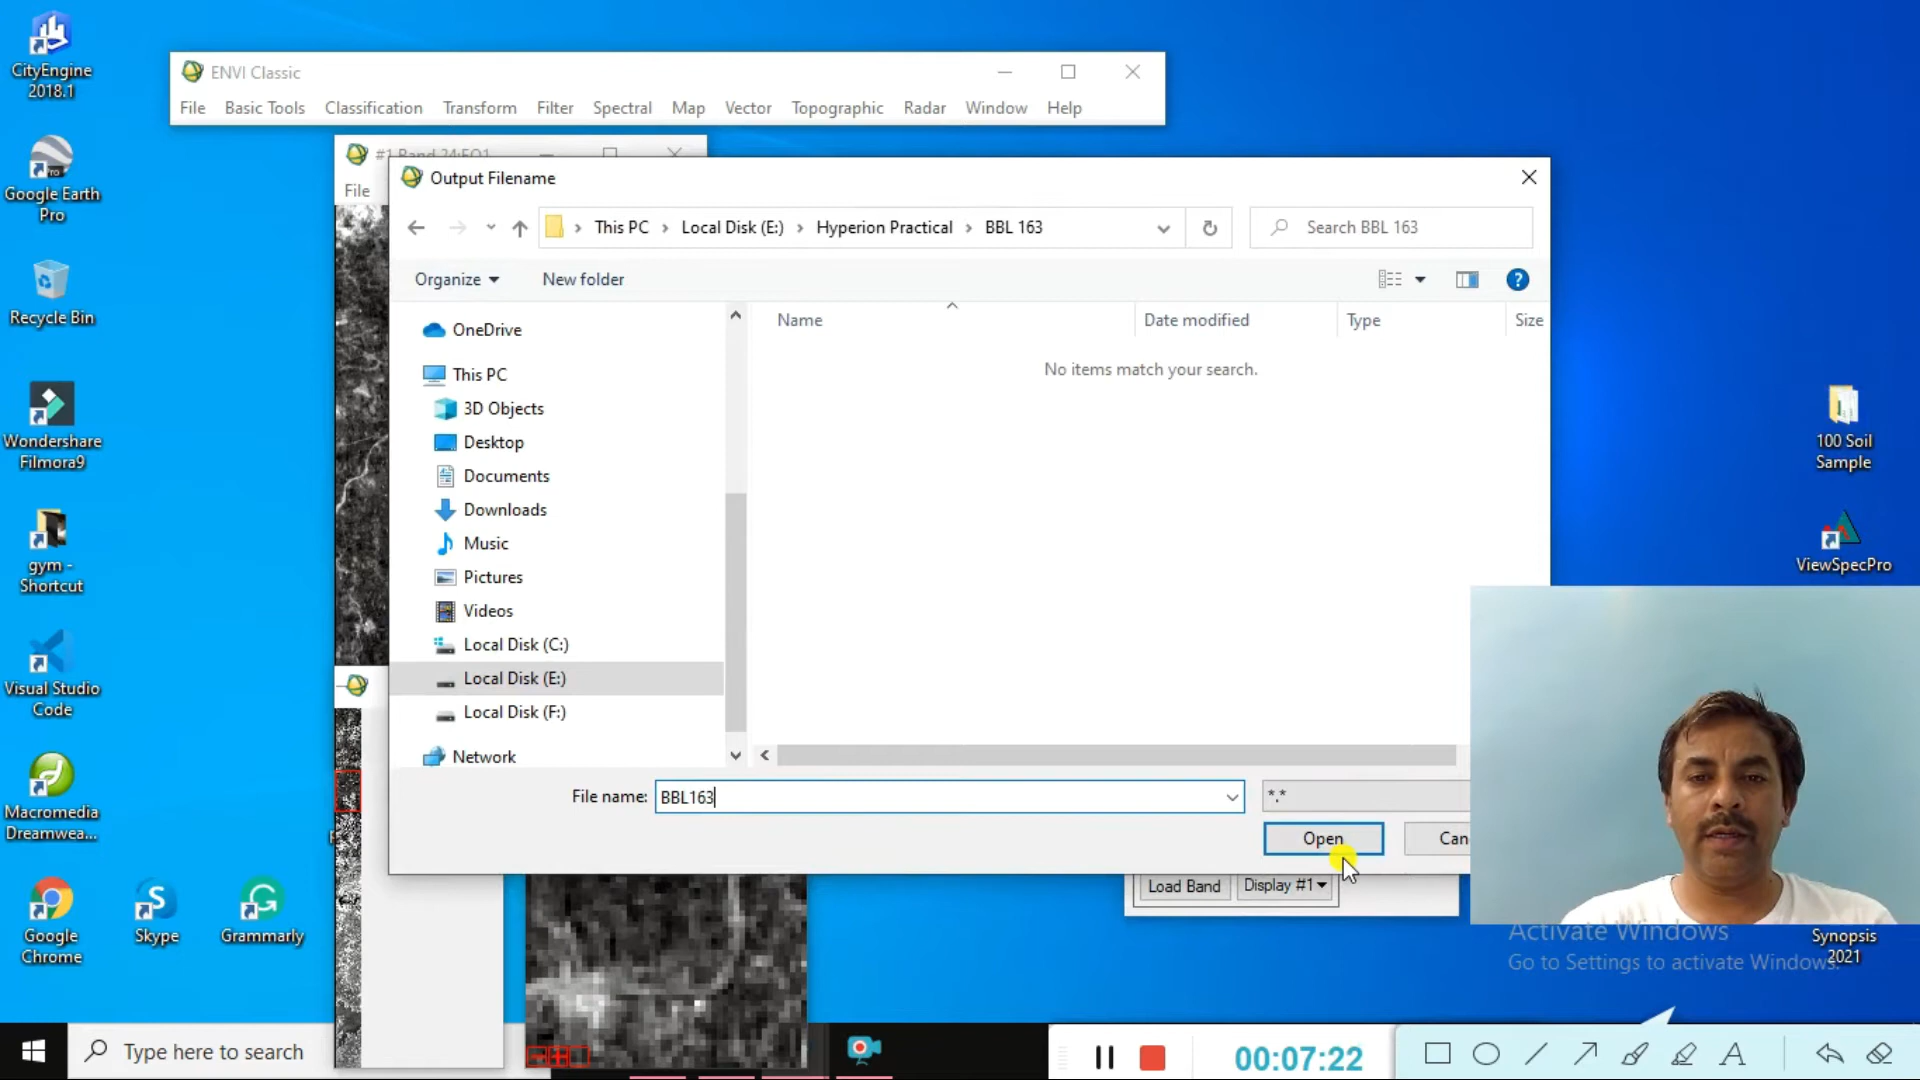 CityEngine
2018.1
Google Earth
Pro
Recycle Bin
Wondershare
Filmora9
gym -
Shortcut
Visual Studio
Code
Macromedia
Dreamwea...
Google
Chrome
Skype
Grammarly
ENVI Classic
File Basic Tools Classification Transform Filter Spectral Map Vector Topographic Radar Window Help
#1 Band 24:EO1
File
Output Filename
This PC > Local Disk (E:) > Hyperion Practical > BBL 163
Search BBL 163
Organize
New folder
OneDrive
This PC
3D Objects
Desktop
Documents
Downloads
Music
Pictures
Videos
Local Disk (C:)
Local Disk (E:)
Local Disk (F:)
Network
Name Date modified Type Size
No items match your search.
File name: BBL163
*.*
Open
Can
Load Band Display #1
100 Soil
Sample
ViewSpecPro
Synopsis
2021
Activate Windows
Go to Settings to activate Windows.
Type here to search
00:07:22
A